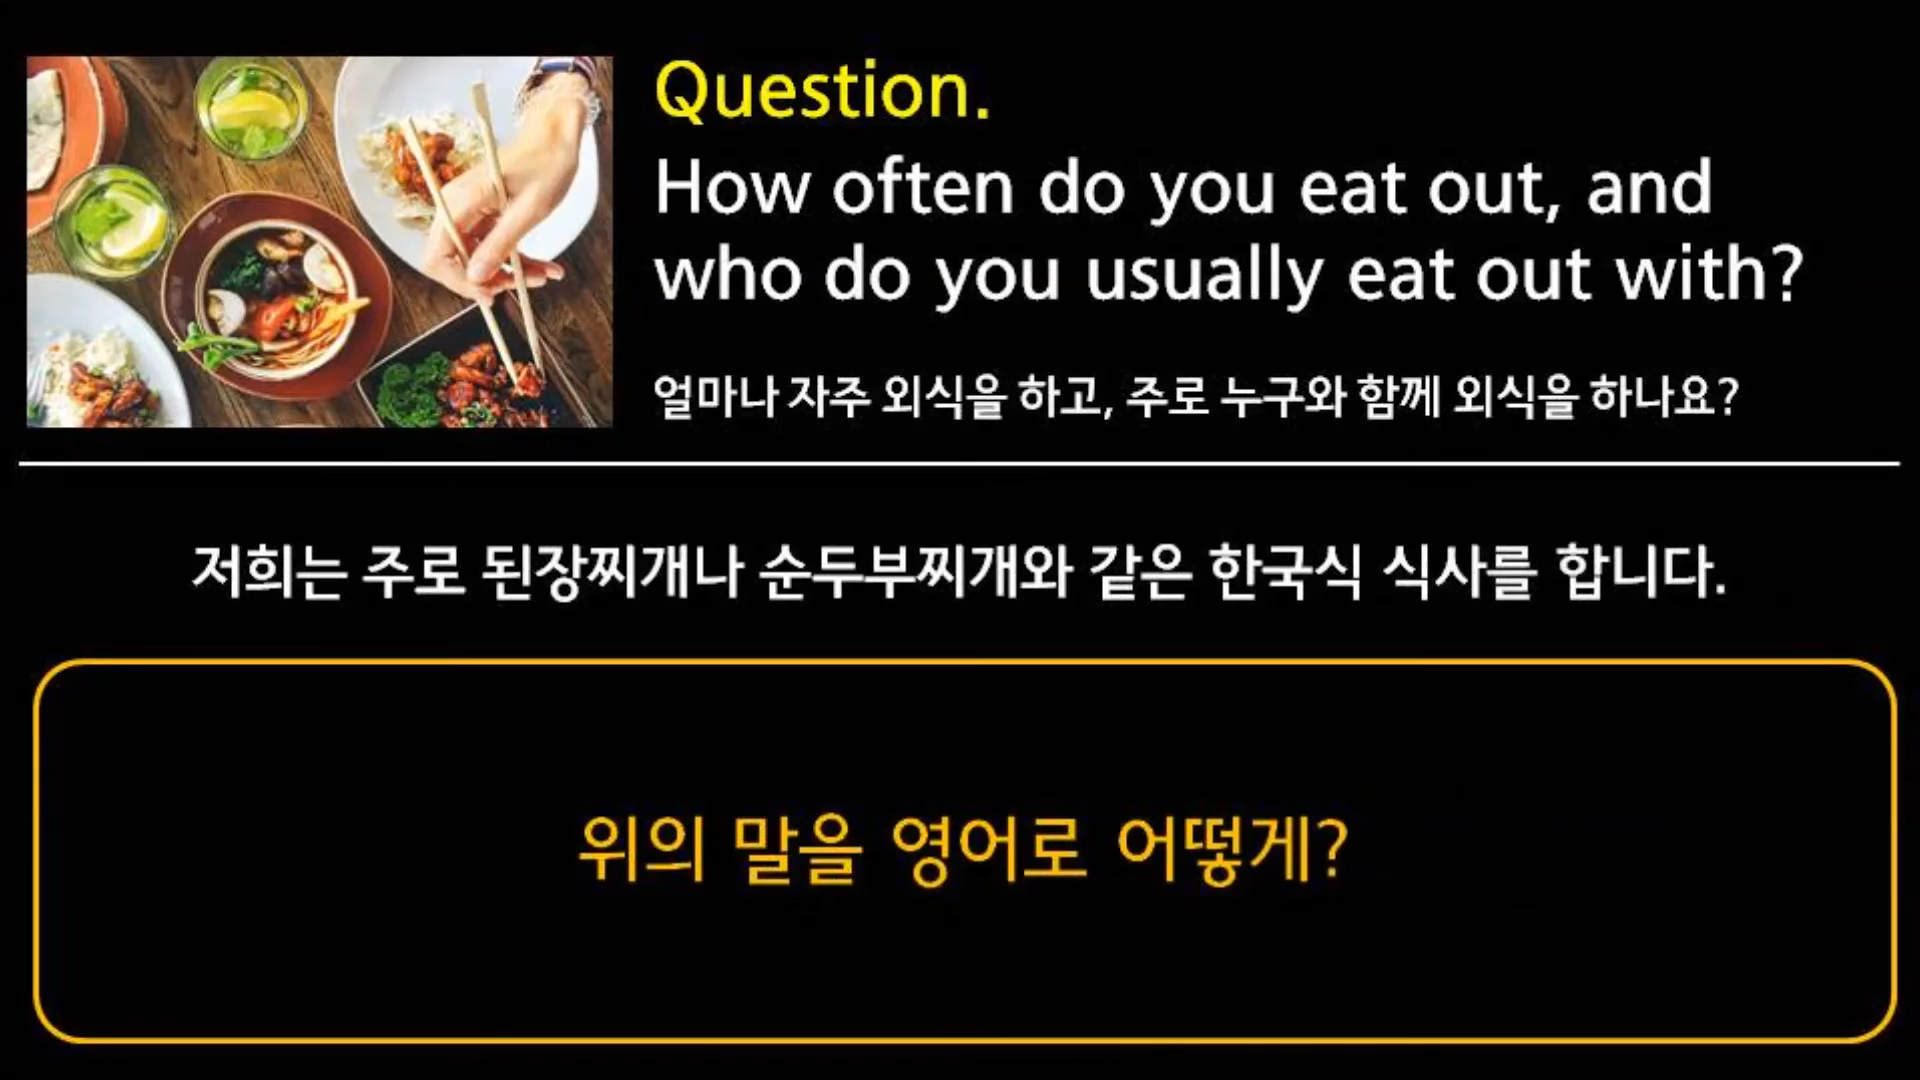 Question.
How often do you eat out, and
who do you usually eat out with?
얼마나 자주 외식을 하고, 주로 누구와 함께 외식을 하나요?
저희는 주로 된장찌개나 순두부찌개와 같은 한국식 식사를 합니다.
위의 말을 영어로 어떻게?